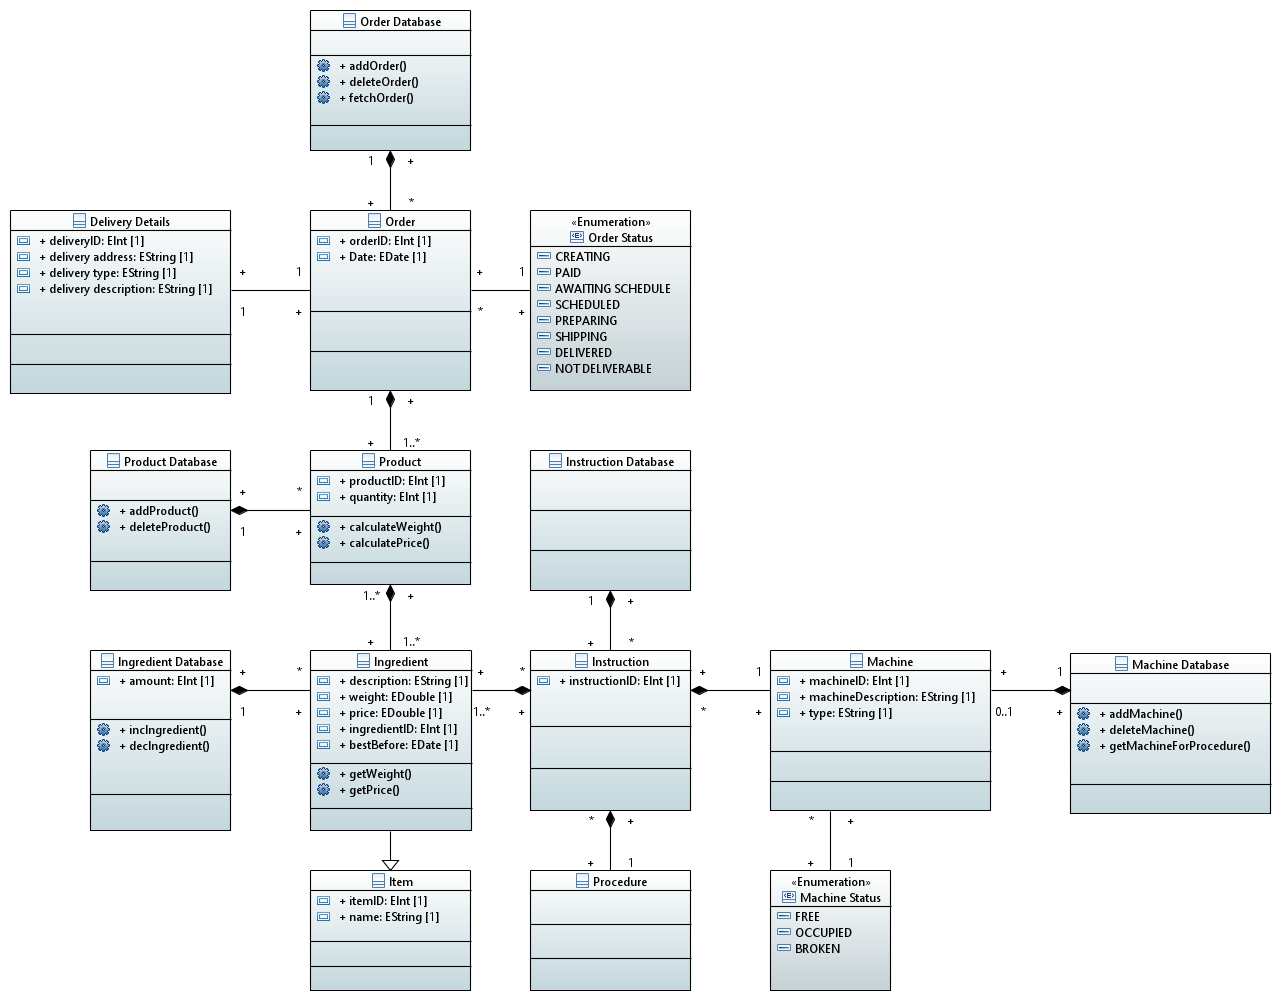 Order Database
+ addOrder()
+ deleteOrder()
+ fetchOrder()
1 +
+ *
Delivery Details
+ deliveryID: EInt [1]
+ delivery address: EString [1]
+ delivery type: EString [1]
+ delivery description: EString [1]
+ 1
1 +
Order
+ orderID: EInt [1]
+ Date: EDate [1]
+ 1
* +
«Enumeration»
Order Status
CREATING
PAID
AWAITING SCHEDULE
SCHEDULED
PREPARING
SHIPPING
DELIVERED
NOT DELIVERABLE
1 +
+ 1..*
Product Database
+ addProduct()
+ deleteProduct()
+ *
1 +
Product
+ productID: EInt [1]
+ quantity: EInt [1]
+ calculateWeight()
+ calculatePrice()
Instruction Database
1..* +
+ 1..*
1 +
+ *
Ingredient Database
+ amount: EInt [1]
+ incIngredient()
+ decIngredient()
+ *
1 +
Ingredient
+ description: EString [1]
+ weight: EDouble [1]
+ price: EDouble [1]
+ ingredientID: EInt [1]
+ bestBefore: EDate [1]
+ getWeight()
+ getPrice()
+ *
1..* +
Instruction
+ instructionID: EInt [1]
+ 1
* +
Machine
+ machineID: EInt [1]
+ machineDescription: EString [1]
+ type: EString [1]
+ 1
0..1 +
Machine Database
+ addMachine()
+ deleteMachine()
+ getMachineForProcedure()
* +
+ 1
* +
+ 1
Item
+ itemID: EInt [1]
+ name: EString [1]
Procedure
«Enumeration»
Machine Status
FREE
OCCUPIED
BROKEN